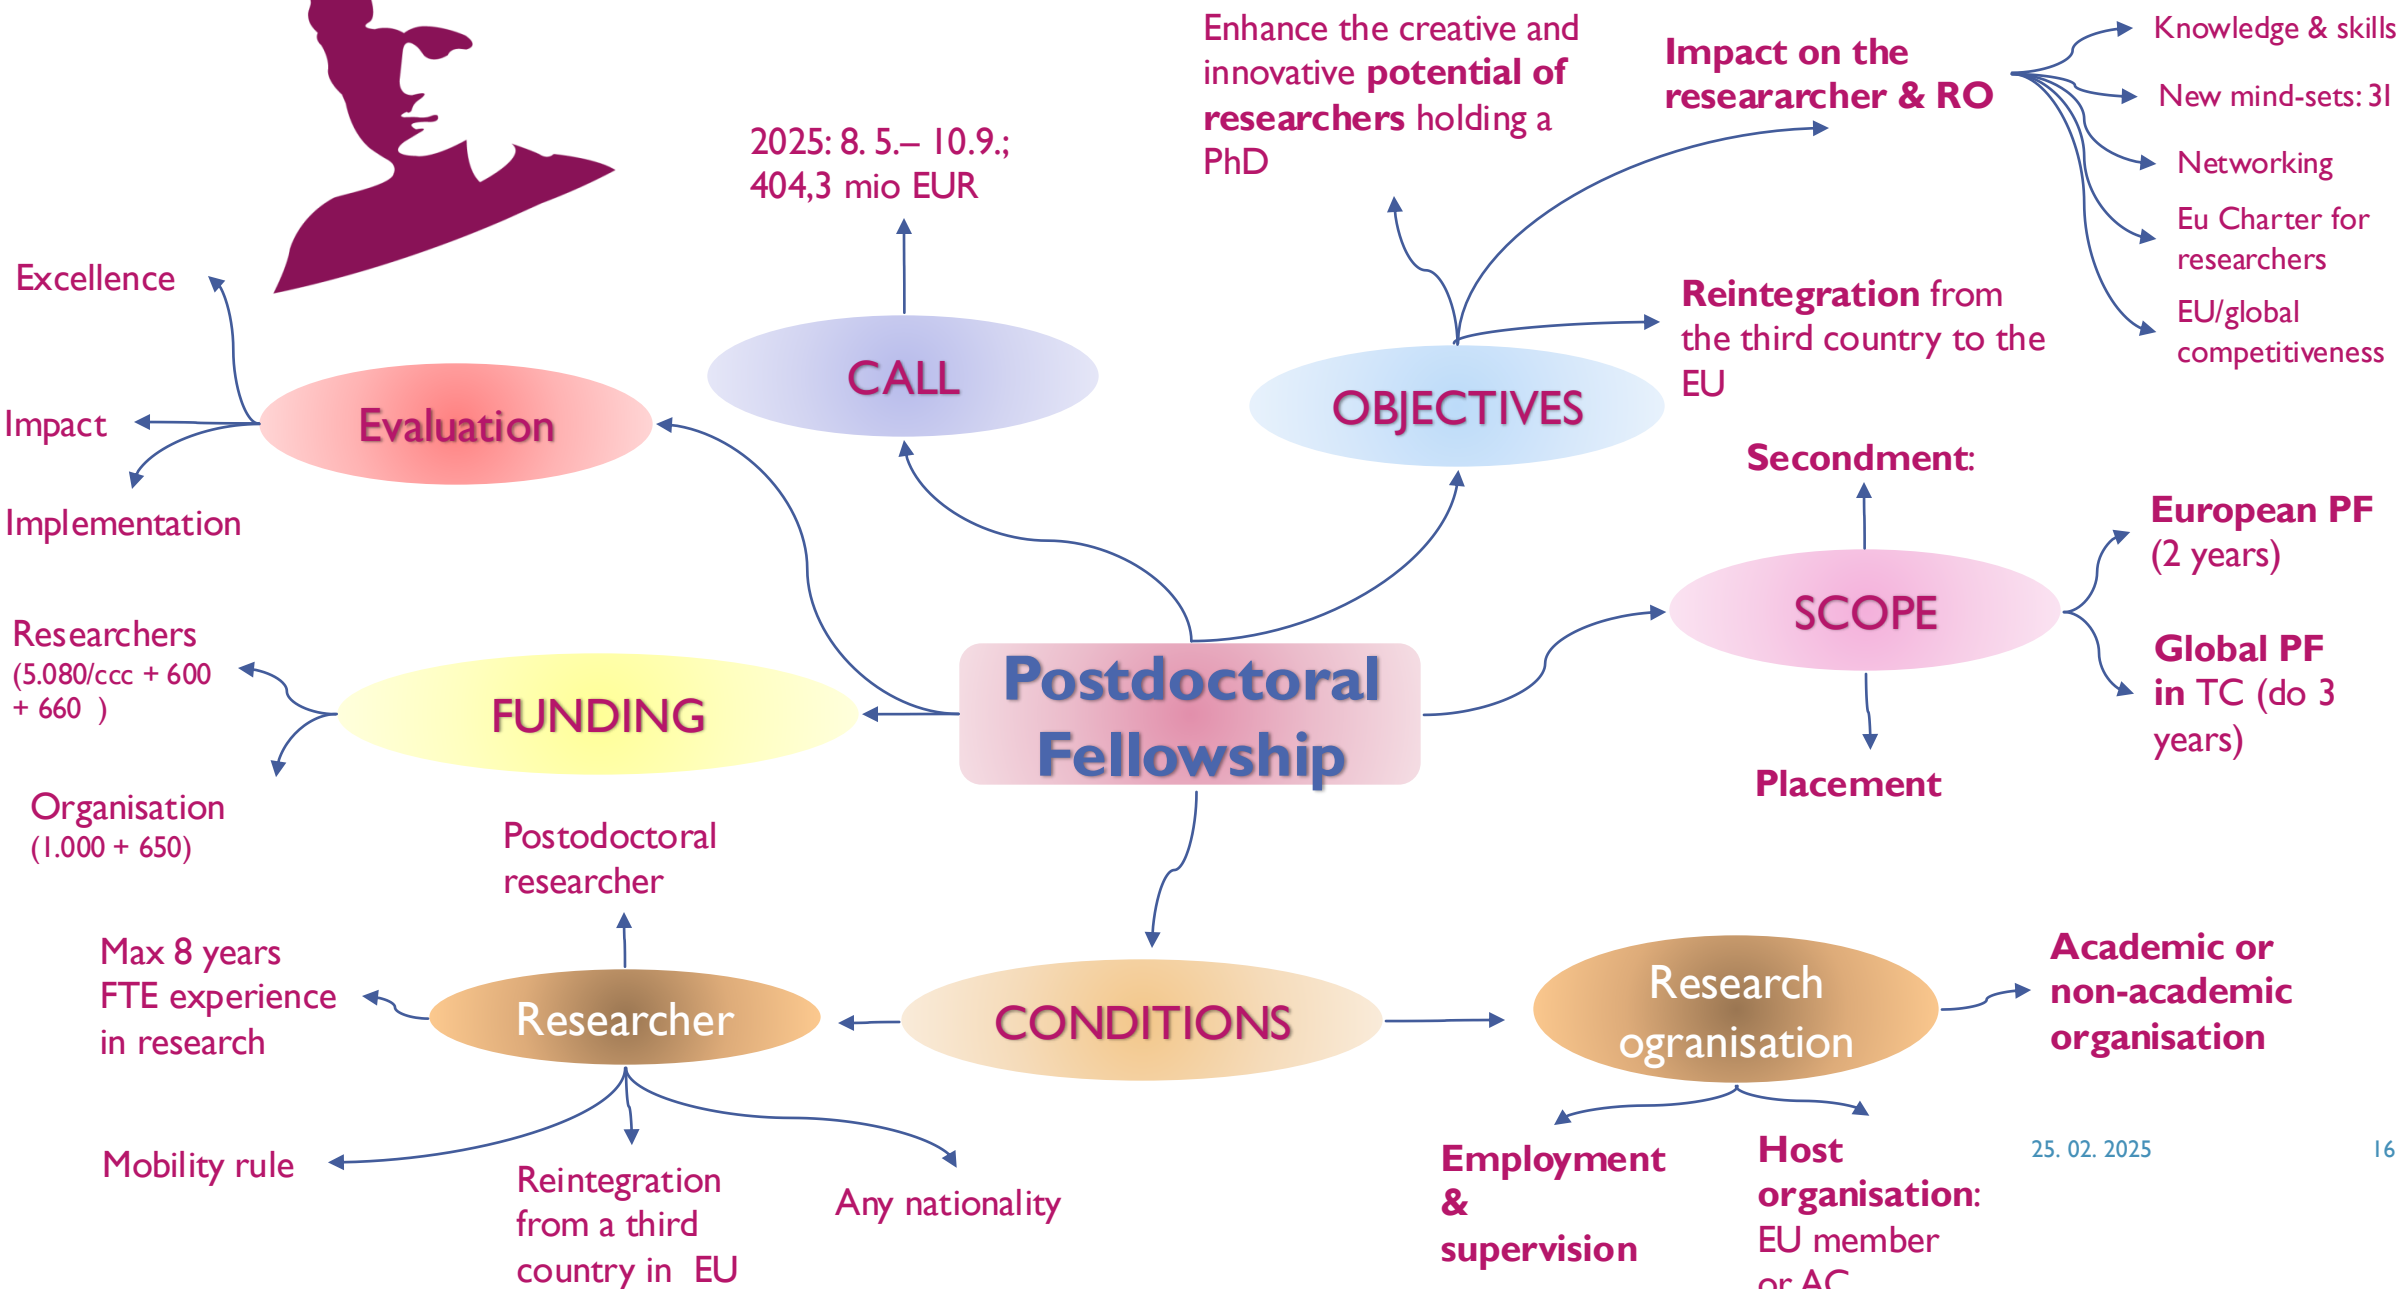 Enhance the creative and
innovative potential of
researchers holding a
PhD
Impact on the
researarcher & RO
Knowledge & skills
New mind-sets: 3I
Networking
Eu Charter for
researchers
EU/global
competitiveness
2025: 8. 5.– 10.9.;
404,3 mio EUR
Reintegration from
the third country to the
EU
CALL
OBJECTIVES
Excellence
Impact
Implementation
Evaluation
Secondment:
European PF
(2 years)
SCOPE
Global PF
in TC (do 3
years)
Placement
Researchers
(5.080/ccc + 600
+ 660 )
FUNDING
Organisation
(1.000 + 650)
Postdoctoral
Fellowship
Postodoctoral
researcher
Max 8 years
FTE experience
in research
Researcher
CONDITIONS
Research
ogranisation
Academic or
non-academic
organisation
Mobility rule
Reintegration
from a third
country in EU
Any nationality
Employment
&
supervision
Host
organisation:
EU member
or AC
25. 02. 2025
16